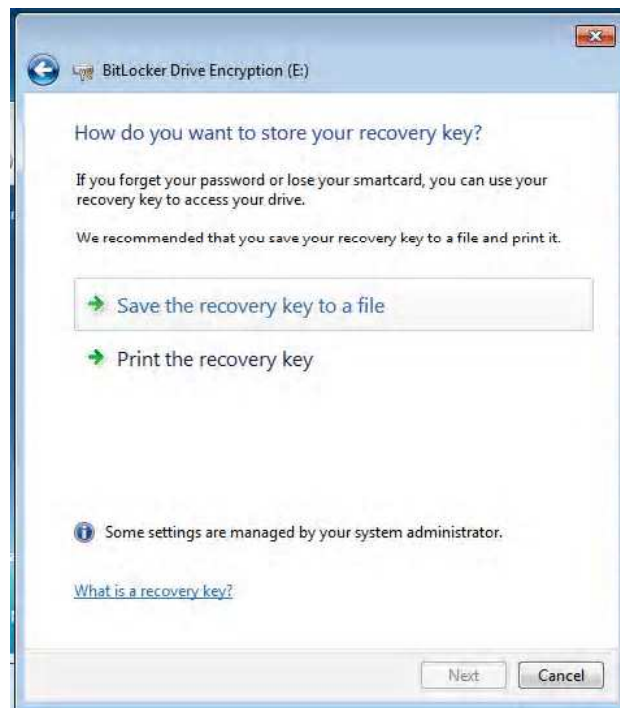 BitLocker Drive Encryption (E:)
How do you want to store your recovery key?
If you forget your password or lose your smartcard, you can use your
recovery key to access your drive.
We recommended that you save your recovery key to a file and print it.
Save the recovery key to a file
Print the recovery key
Some settings are managed by your system administrator.
What is a recovery key?
Next
Cancel